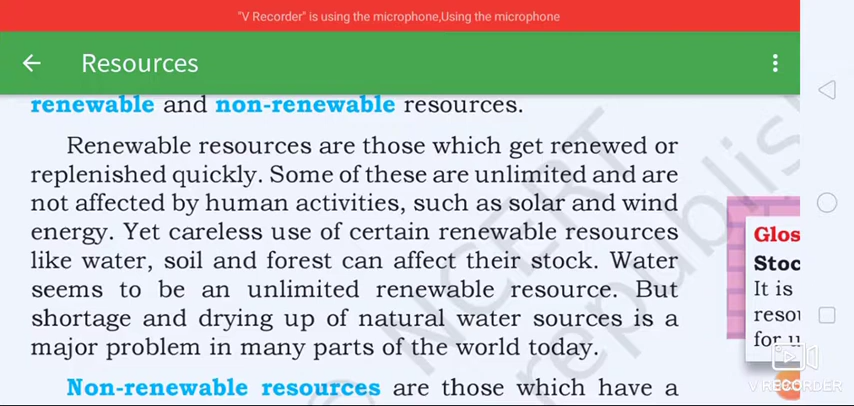 "V Recorder" is using the microphone,Using the microphone
Resources
renewable and non-renewable resources.
Renewable resources are those which get renewed or
replenished quickly. Some of these are unlimited and are
not affected by human activities, such as solar and wind
energy. Yet careless use of certain renewable resources
like water, soil and forest can affect their stock. Water
seems to be an unlimited renewable resource. But
shortage and drying up of natural water sources is a
major problem in many parts of the world today.
Non-renewable resources are those which have a
Glos
Stoc
It is
resou
for u
© NCERT
republish
V RECORDER